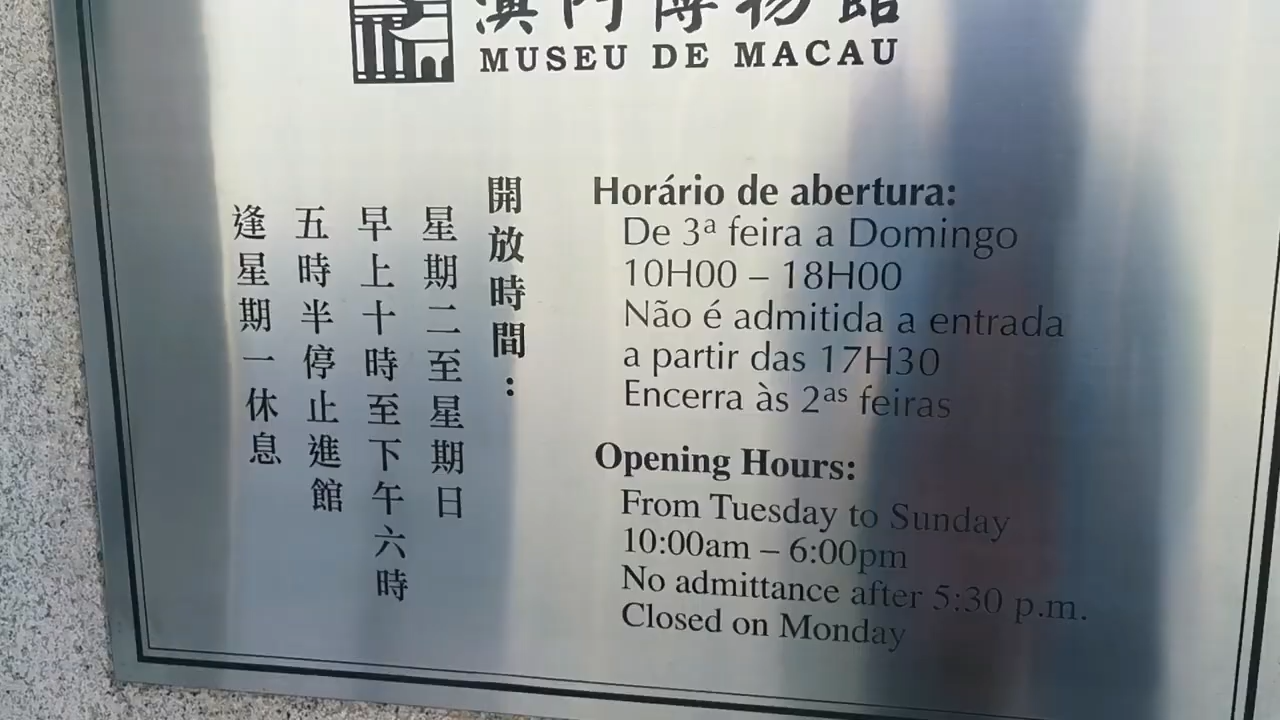 澳門博物館
MUSEU DE MACAU
開放時間：
星期二至星期日
早上十時至下午六時
五時半停止進館
逢星期一休息
Horário de abertura:
De 3ª feira a Domingo
10H00 – 18H00
Não é admitida a entrada
a partir das 17H30
Encerra às 2ᵃˢ feiras
Opening Hours:
From Tuesday to Sunday
10:00am – 6:00pm
No admittance after 5:30 p.m.
Closed on Monday